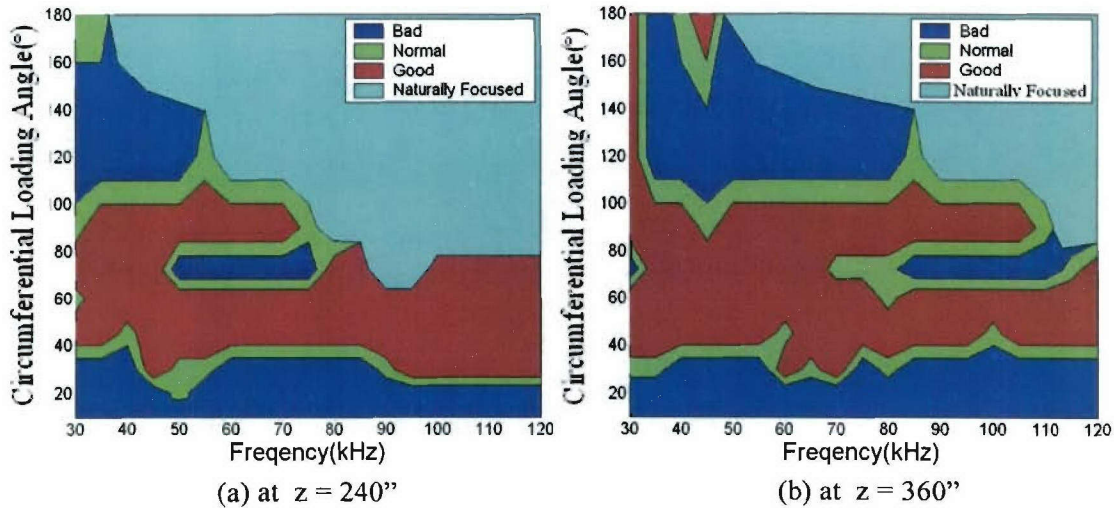 Circumferential Loading Angle(°)
180
160
140
120
100
80
60
40
20
30 40 50 60 70 80 90 100 110 120
Freqency(kHz)
Bad
Normal
Good
Naturally Focused
(a) at z = 240”
Circumferential Loading Angle(°)
180
160
140
120
100
80
60
40
20
30 40 50 60 70 80 90 100 110 120
Freqency(kHz)
Bad
Normal
Good
Naturally Focused
(b) at z = 360”